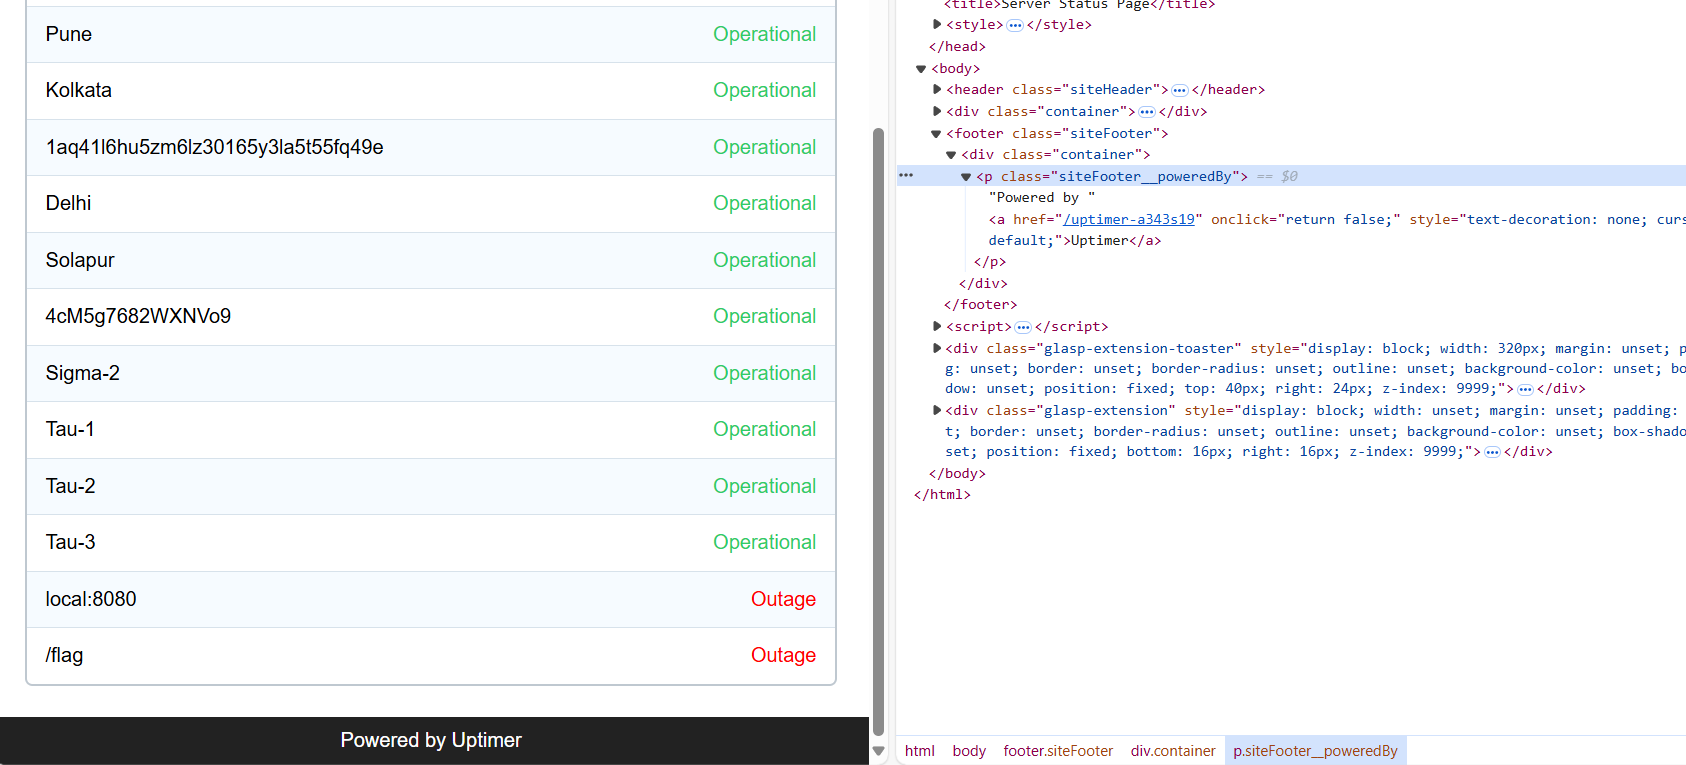 Pune Operational
Kolkata Operational
1aq41l6hu5zm6lz30165y3la5t55fq49e Operational
Delhi Operational
Solapur Operational
4cM5g7682WXNVo9 Operational
Sigma-2 Operational
Tau-1 Operational
Tau-2 Operational
Tau-3 Operational
local:8080 Outage
/flag Outage
Powered by Uptimer
<title>Server Status Page</title>
<style>…</style>
</head>
<body>
<header class="siteHeader">…</header>
<div class="container">…</div>
<footer class="siteFooter">
<div class="container">
… <p class="siteFooter__poweredBy"> == $0
"Powered by "
<a href="/uptimer-a343s19" onclick="return false;" style="text-decoration: none; curs
default;">Uptimer</a>
</p>
</div>
</footer>
<script>…</script>
<div class="glasp-extension-toaster" style="display: block; width: 320px; margin: unset; p
g: unset; border: unset; border-radius: unset; outline: unset; background-color: unset; bo
dow: unset; position: fixed; top: 40px; right: 24px; z-index: 9999;">…</div>
<div class="glasp-extension" style="display: block; width: unset; margin: unset; padding:
t; border: unset; border-radius: unset; outline: unset; background-color: unset; box-shado
set; position: fixed; bottom: 16px; right: 16px; z-index: 9999;">…</div>
</body>
</html>
html body footer.siteFooter div.container p.siteFooter__poweredBy